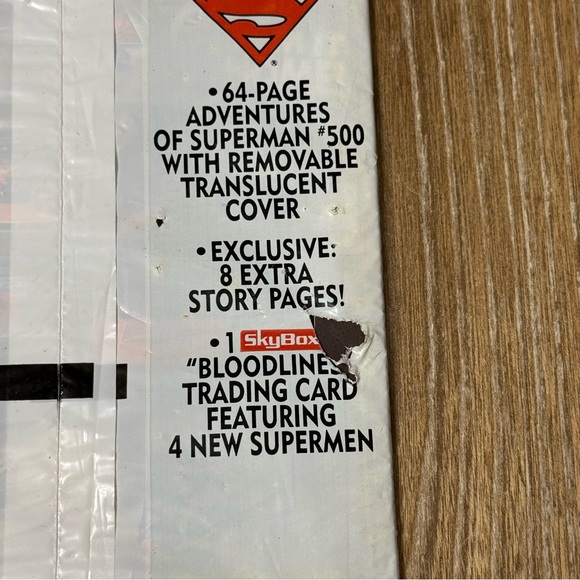 • 64-PAGE
ADVENTURES
OF SUPERMAN #500
WITH REMOVABLE
TRANSLUCENT
COVER
• EXCLUSIVE:
8 EXTRA
STORY PAGES!
• 1 SkyBox
“BLOODLINES
TRADING CARD
FEATURING
4 NEW SUPERMEN